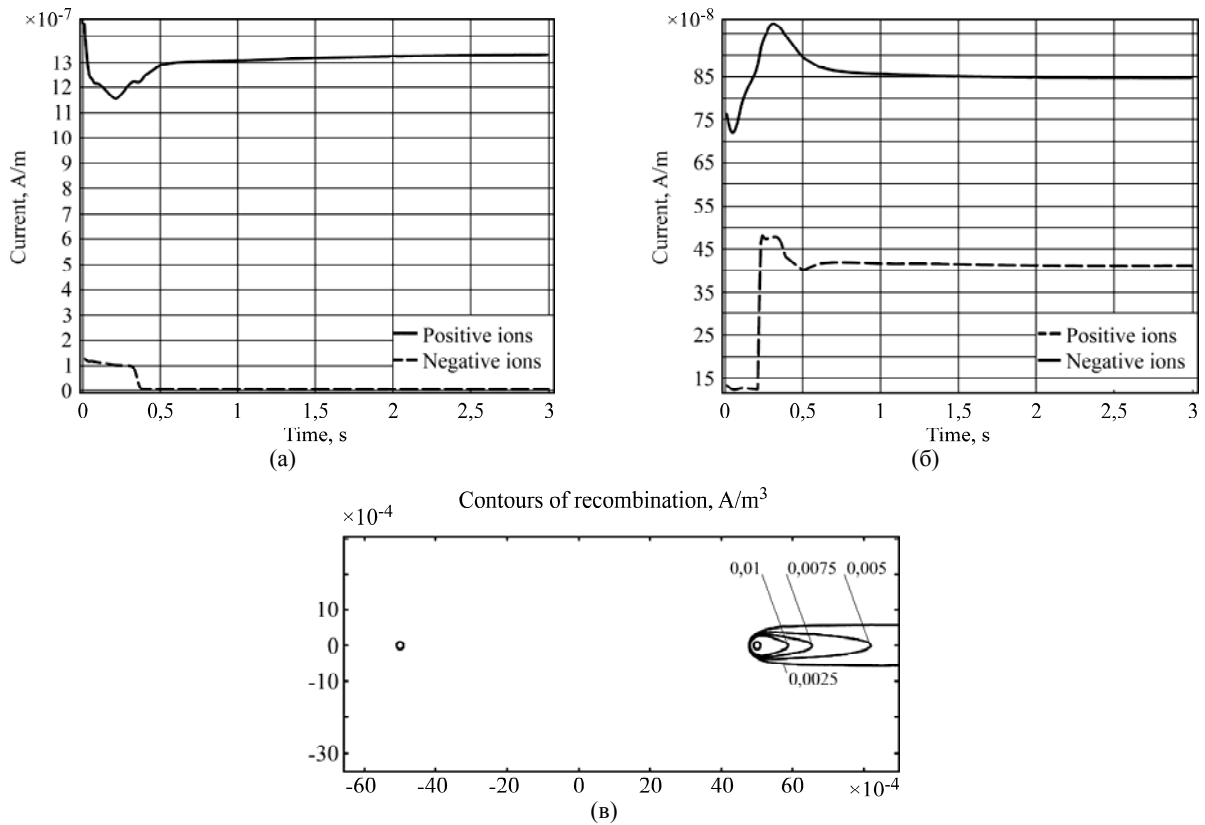 ×10-7
13
12
11
10
9
8
7
6
5
4
3
2
1
0
Current, A/m
Positive ions
Negative ions
0 0,5 1 1,5 2 2,5 3
Time, s
(а)
×10-8
85
75
65
55
45
35
25
15
Current, A/m
Positive ions
Negative ions
0 0,5 1 1,5 2 2,5 3
Time, s
(б)
Contours of recombination, A/m3
×10-4
10
0
-10
-30
0,01 0,0075 0,005
0,0025
-60 -40 -20 0 20 40 60 ×10-4
(в)